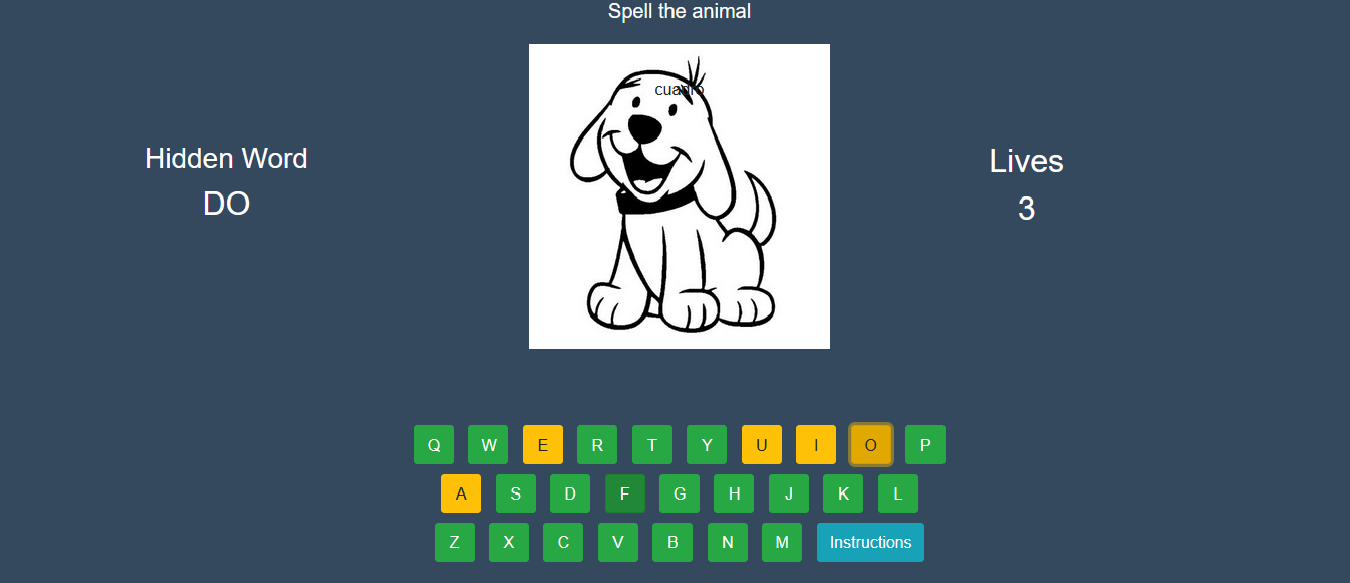 Spell the animal
cuadro
Hidden Word
DO
Lives
3
Q W E R T Y U I O P
A S D F G H J K L
Z X C V B N M Instructions